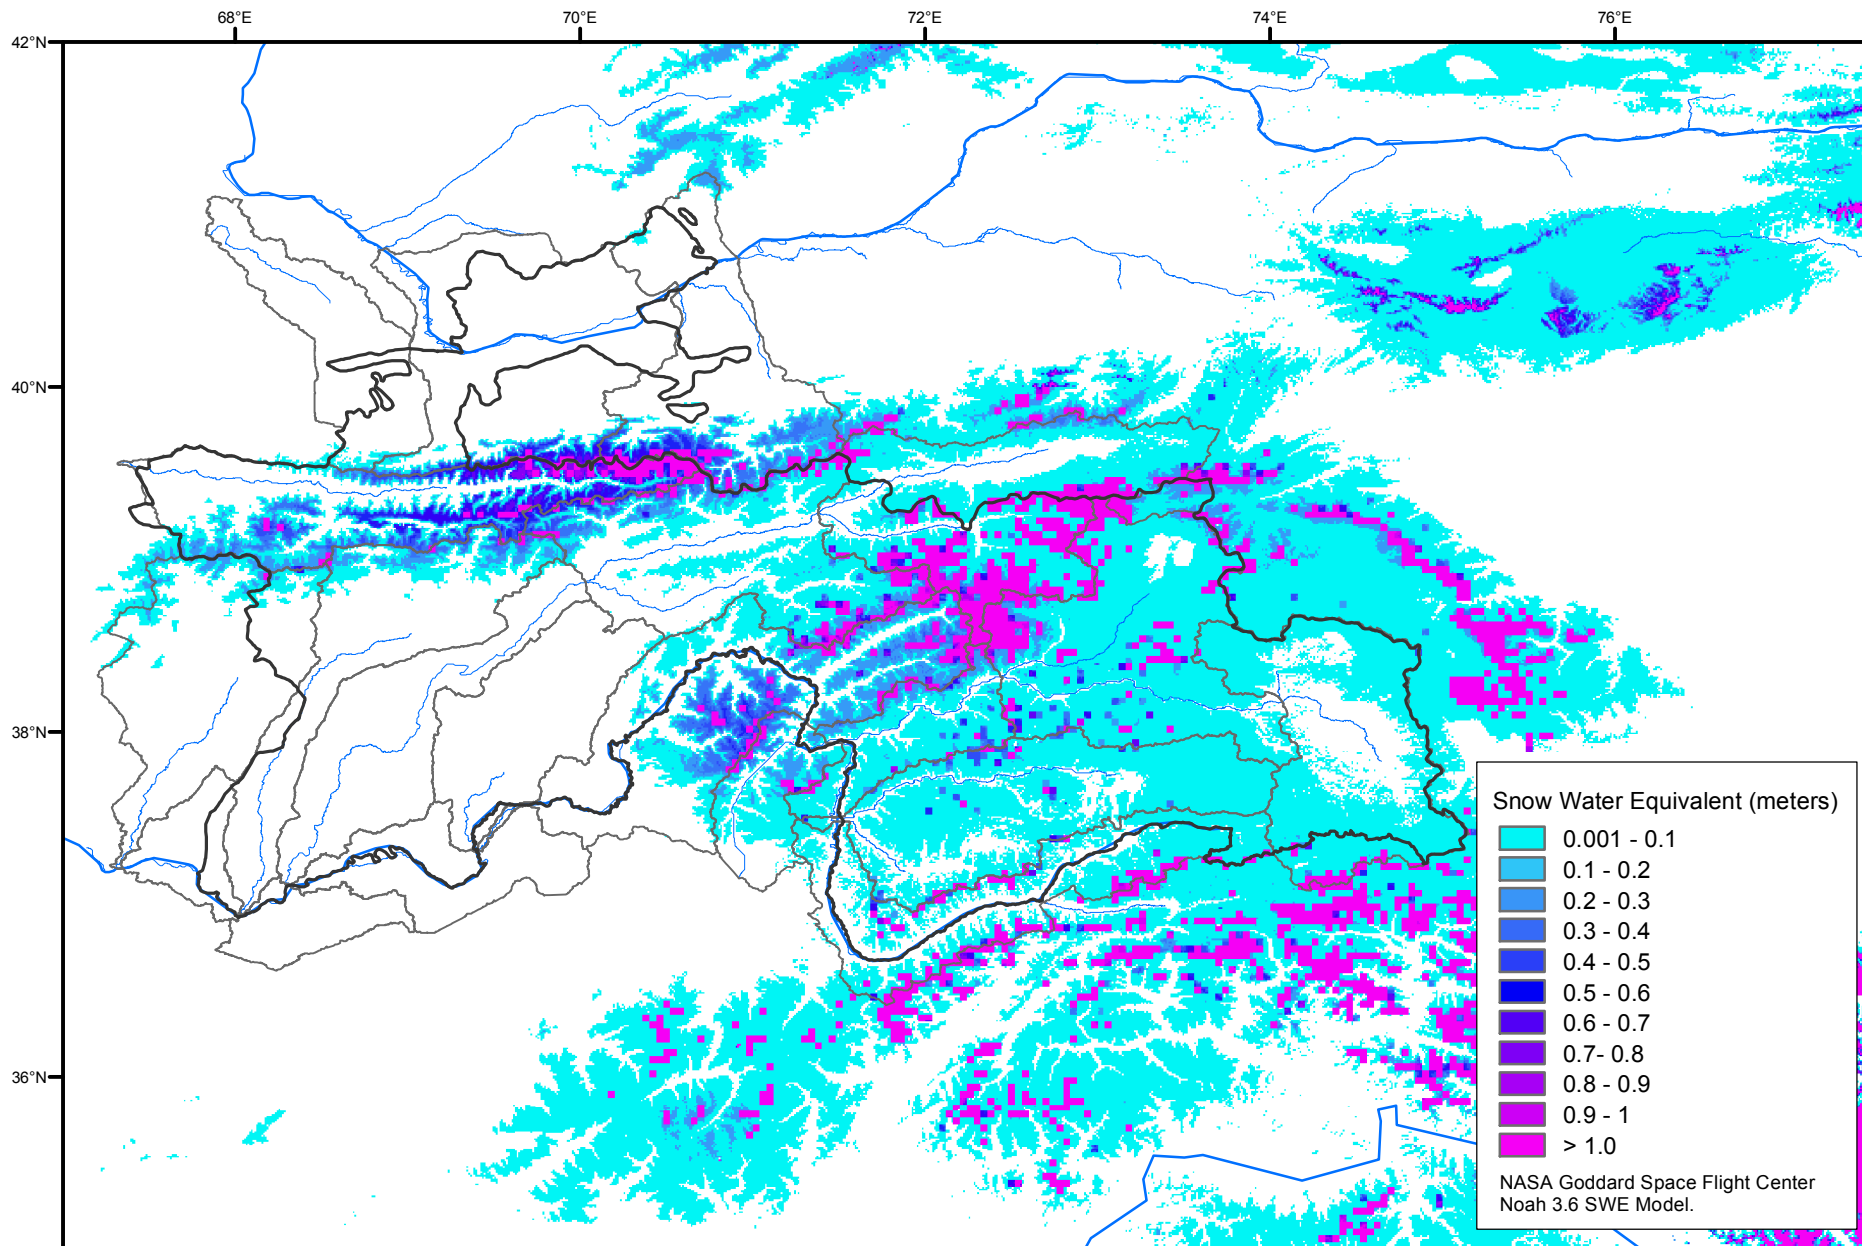 68°E 70°E 72°E 74°E 76°E
42°N
40°N
38°N
36°N
Snow Water Equivalent (meters)
0.001 - 0.1
0.1 - 0.2
0.2 - 0.3
0.3 - 0.4
0.4 - 0.5
0.5 - 0.6
0.6 - 0.7
0.7- 0.8
0.8 - 0.9
0.9 - 1
> 1.0
NASA Goddard Space Flight Center
Noah 3.6 SWE Model.